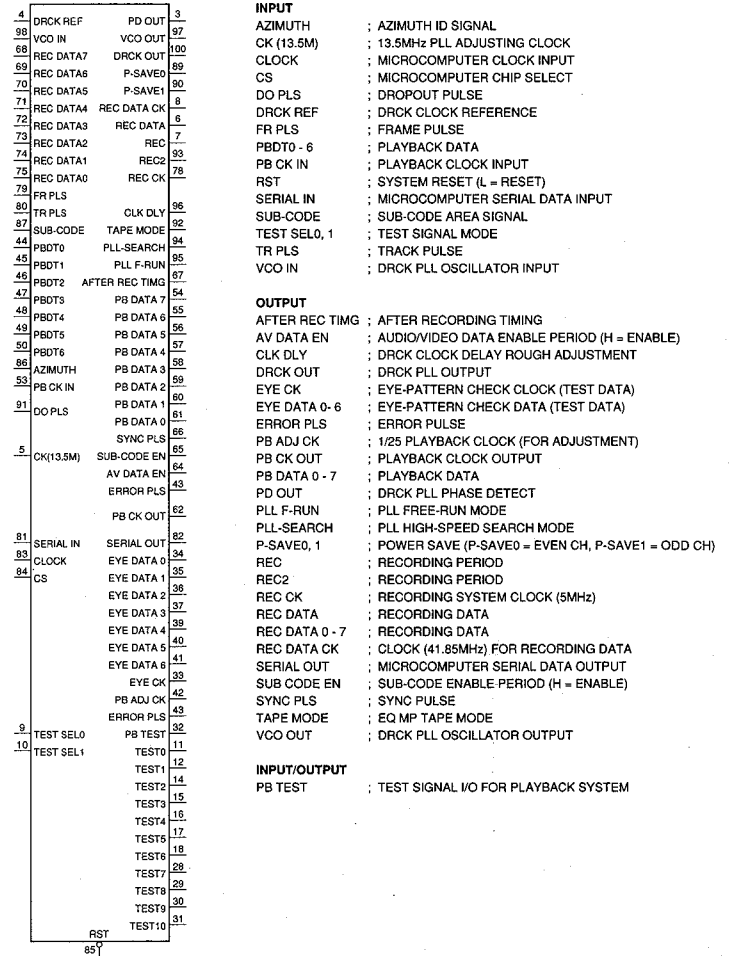 4 DRCK REF PD OUT 3
98 VCO IN VCO OUT 97
68 REC DATA7 DRCK OUT 100
69 REC DATA6 P-SAVE0 89
70 REC DATA5 P-SAVE1 90
71 REC DATA4 REC DATA CK 8
72 REC DATA3 REC DATA 6
73 REC DATA2 REC 7
74 REC DATA1 REC2 93
75 REC DATA0 REC CK 78
79 FR PLS
80 TR PLS CLK DLY 96
87 SUB-CODE TAPE MODE 92
44 PBDT0 PLL-SEARCH 94
45 PBDT1 PLL F-RUN 95
46 PBDT2 AFTER REC TIMG 67
47 PBDT3 PB DATA 7 54
48 PBDT4 PB DATA 6 55
49 PBDT5 PB DATA 5 56
50 PBDT6 PB DATA 4 57
86 AZIMUTH PB DATA 3 58
53 PB CK IN PB DATA 2 59
91 DO PLS PB DATA 1 60
PB DATA 0 61
SYNC PLS 66
5 CK(13.5M) SUB-CODE EN 65
AV DATA EN 64
ERROR PLS 43
PB CK OUT 62
81 SERIAL IN SERIAL OUT 82
83 CLOCK EYE DATA 0 34
84 CS EYE DATA 1 35
EYE DATA 2 36
EYE DATA 3 37
EYE DATA 4 39
EYE DATA 5 40
EYE DATA 6 41
EYE CK 33
PB ADJ CK 42
ERROR PLS 43
9 TEST SEL0 PB TEST 32
10 TEST SEL1 TEST0 11
TEST1 12
TEST2 14
TEST3 15
TEST4 16
TEST5 17
TEST6 18
TEST7 28
TEST8 29
TEST9 30
TEST10 31
RST
85
INPUT
AZIMUTH ; AZIMUTH ID SIGNAL
CK (13.5M) ; 13.5MHz PLL ADJUSTING CLOCK
CLOCK ; MICROCOMPUTER CLOCK INPUT
CS ; MICROCOMPUTER CHIP SELECT
DO PLS ; DROPOUT PULSE
DRCK REF ; DRCK CLOCK REFERENCE
FR PLS ; FRAME PULSE
PBDT0 - 6 ; PLAYBACK DATA
PB CK IN ; PLAYBACK CLOCK INPUT
RST ; SYSTEM RESET (L = RESET)
SERIAL IN ; MICROCOMPUTER SERIAL DATA INPUT
SUB-CODE ; SUB-CODE AREA SIGNAL
TEST SEL0, 1 ; TEST SIGNAL MODE
TR PLS ; TRACK PULSE
VCO IN ; DRCK PLL OSCILLATOR INPUT
OUTPUT
AFTER REC TIMG ; AFTER RECORDING TIMING
AV DATA EN ; AUDIO/VIDEO DATA ENABLE PERIOD (H = ENABLE)
CLK DLY ; DRCK CLOCK DELAY ROUGH ADJUSTMENT
DRCK OUT ; DRCK PLL OUTPUT
EYE CK ; EYE-PATTERN CHECK CLOCK (TEST DATA)
EYE DATA 0- 6 ; EYE-PATTERN CHECK DATA (TEST DATA)
ERROR PLS ; ERROR PULSE
PB ADJ CK ; 1/25 PLAYBACK CLOCK (FOR ADJUSTMENT)
PB CK OUT ; PLAYBACK CLOCK OUTPUT
PB DATA 0 - 7 ; PLAYBACK DATA
PD OUT ; DRCK PLL PHASE DETECT
PLL F-RUN ; PLL FREE-RUN MODE
PLL-SEARCH ; PLL HIGH-SPEED SEARCH MODE
P-SAVE0, 1 ; POWER SAVE (P-SAVE0 = EVEN CH, P-SAVE1 = ODD CH)
REC ; RECORDING PERIOD
REC2 ; RECORDING PERIOD
REC CK ; RECORDING SYSTEM CLOCK (5MHz)
REC DATA ; RECORDING DATA
REC DATA 0 - 7 ; RECORDING DATA
REC DATA CK ; CLOCK (41.85MHz) FOR RECORDING DATA
SERIAL OUT ; MICROCOMPUTER SERIAL DATA OUTPUT
SUB CODE EN ; SUB-CODE ENABLE PERIOD (H = ENABLE)
SYNC PLS ; SYNC PULSE
TAPE MODE ; EQ MP TAPE MODE
VCO OUT ; DRCK PLL OSCILLATOR OUTPUT
INPUT/OUTPUT
PB TEST ; TEST SIGNAL I/O FOR PLAYBACK SYSTEM